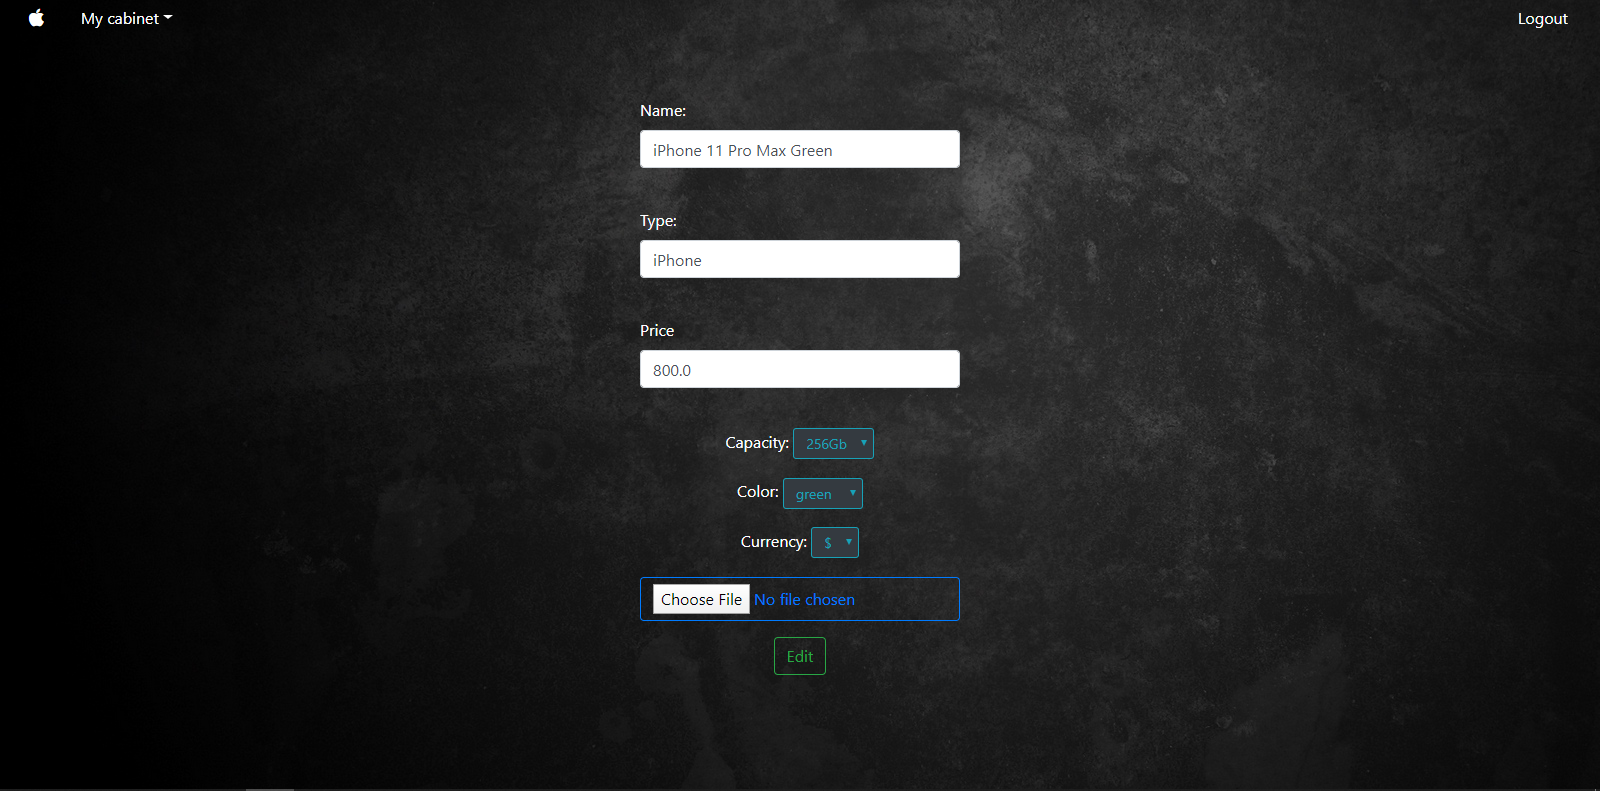 My cabinet
Logout
Name:
iPhone 11 Pro Max Green
Type:
iPhone
Price
800.0
Capacity: 256Gb
Color: green
Currency: $
Choose File No file chosen
Edit